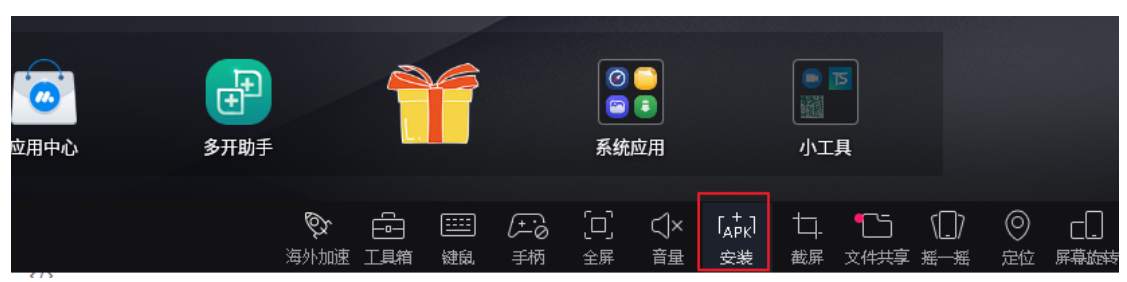 应用中心 多开助手 系统应用 小工具
TS
APK
海外加速 工具箱 键鼠 手柄 全屏 音量 安装 截屏 文件共享 摇一摇 定位 屏幕旋转